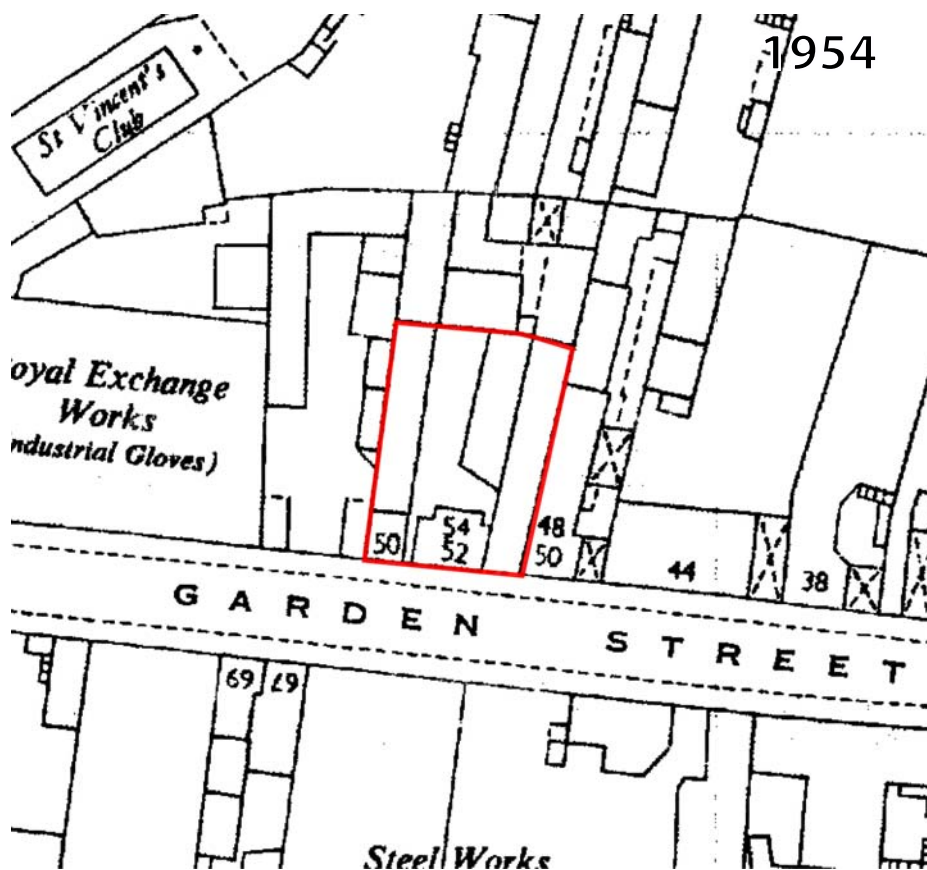 1954
St Vincent's
Club
oyal Exchange
Works
ndustrial Gloves)
50
54
52
48
50
44
38
GARDEN STREET
69
67
Steel Works